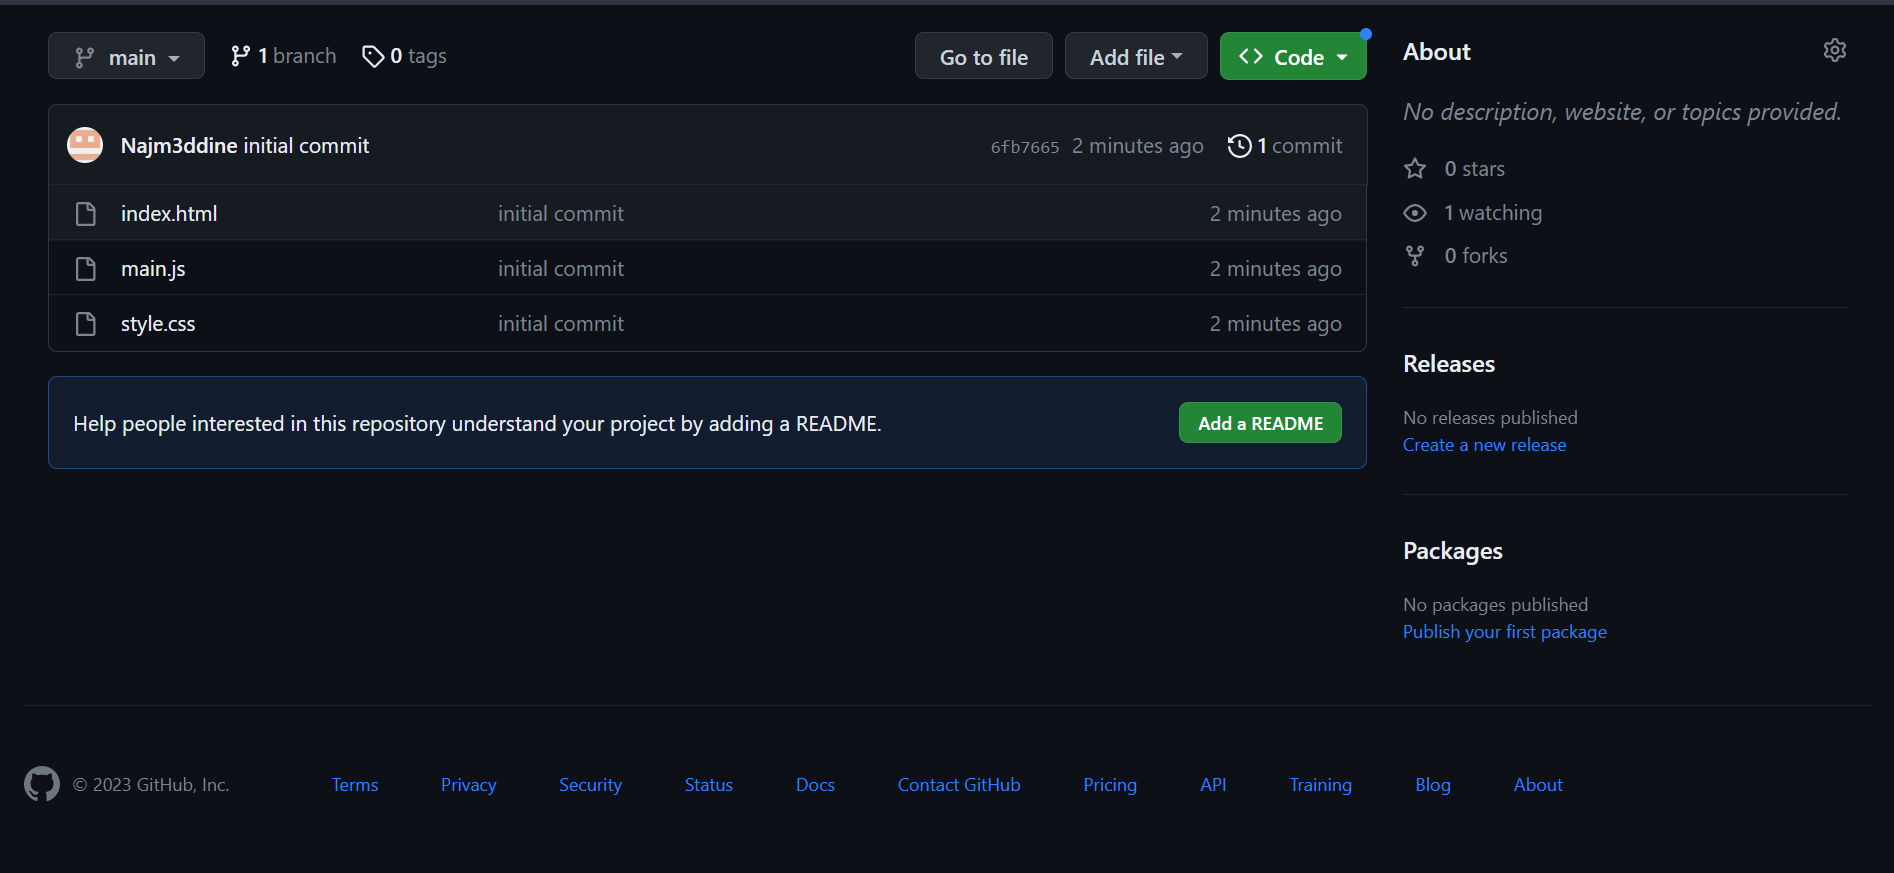 main
1 branch
0 tags
Go to file
Add file
Code
Najm3ddine initial commit
6fb7665 2 minutes ago
1 commit
index.html
initial commit
2 minutes ago
main.js
initial commit
2 minutes ago
style.css
initial commit
2 minutes ago
Help people interested in this repository understand your project by adding a README.
Add a README
About
No description, website, or topics provided.
0 stars
1 watching
0 forks
Releases
No releases published
Create a new release
Packages
No packages published
Publish your first package
© 2023 GitHub, Inc.
Terms
Privacy
Security
Status
Docs
Contact GitHub
Pricing
API
Training
Blog
About